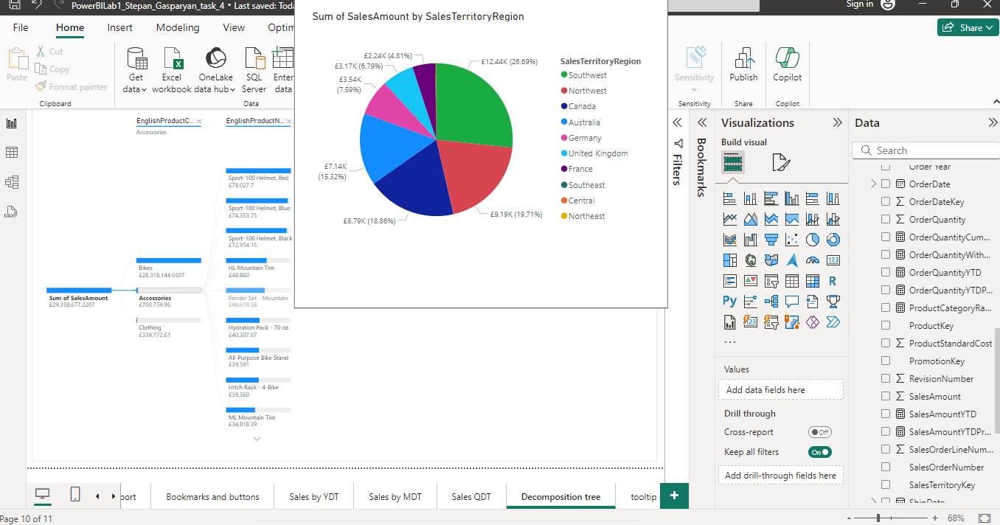 PowerBILab1_Stepan_Gasparyan_task_4 • Last saved: Toda
Sign in
File
Home
Insert
Modeling
View
Optim
Share
Paste
Cut
Copy
Format painter
Clipboard
Get data
Excel workbook
OneLake data hub
SQL Server
Enter data
Data
Sensitivity
Sensitivity
Publish
Share
Copilot
Copilot
Sum of SalesAmount by SalesTerritoryRegion
£2.24K (4.81%)
£3.17K (6.79%)
£3.54K
(7.59%)
£7.14K
(15.32%)
£8.79K (18.86%)
£9.19K (19.71%)
£12.44K (26.69%)
SalesTerritoryRegion
Southwest
Northwest
Canada
Australia
Germany
United Kingdom
France
Southeast
Central
Northeast
EnglishProductC...
Accessories
EnglishProductN...
Sum of SalesAmount
£29,358,677.2207
Bikes
£28,318,144.6507
Accessories
£700,759.96
Clothing
£339,772.61
Sport-100 Helmet, Red
£78,027.7
Sport-100 Helmet, Blue
£74,353.75
Sport-100 Helmet, Black
£72,954.15
HL Mountain Tire
£48,860
Fender Set - Mountain
£46,619.58
Hydration Pack - 70 oz.
£40,307.67
All-Purpose Bike Stand
£39,591
Hitch Rack - 4-Bike
£39,360
ML Mountain Tire
£34,818.39
Filters
Bookmarks
Visualizations
Build visual
R
Py
123
123
...
Values
Add data fields here
Drill through
Cross-report
Off
Keep all filters
On
Add drill-through fields here
Data
Search
Order Year
OrderDate
OrderDateKey
OrderQuantity
OrderQuantityCum...
OrderQuantityWith...
OrderQuantityYTD
OrderQuantityYTDP...
ProductCategoryRa...
ProductKey
ProductStandardCost
PromotionKey
RevisionNumber
SalesAmount
SalesAmountYTD
SalesAmountYTDPr...
SalesOrderLineNum...
SalesOrderNumber
SalesTerritoryKey
ShipDate
DAX
port
Bookmarks and buttons
Sales by YDT
Sales by MDT
Sales QDT
Decomposition tree
tooltip
+
Page 10 of 11
- + 68%